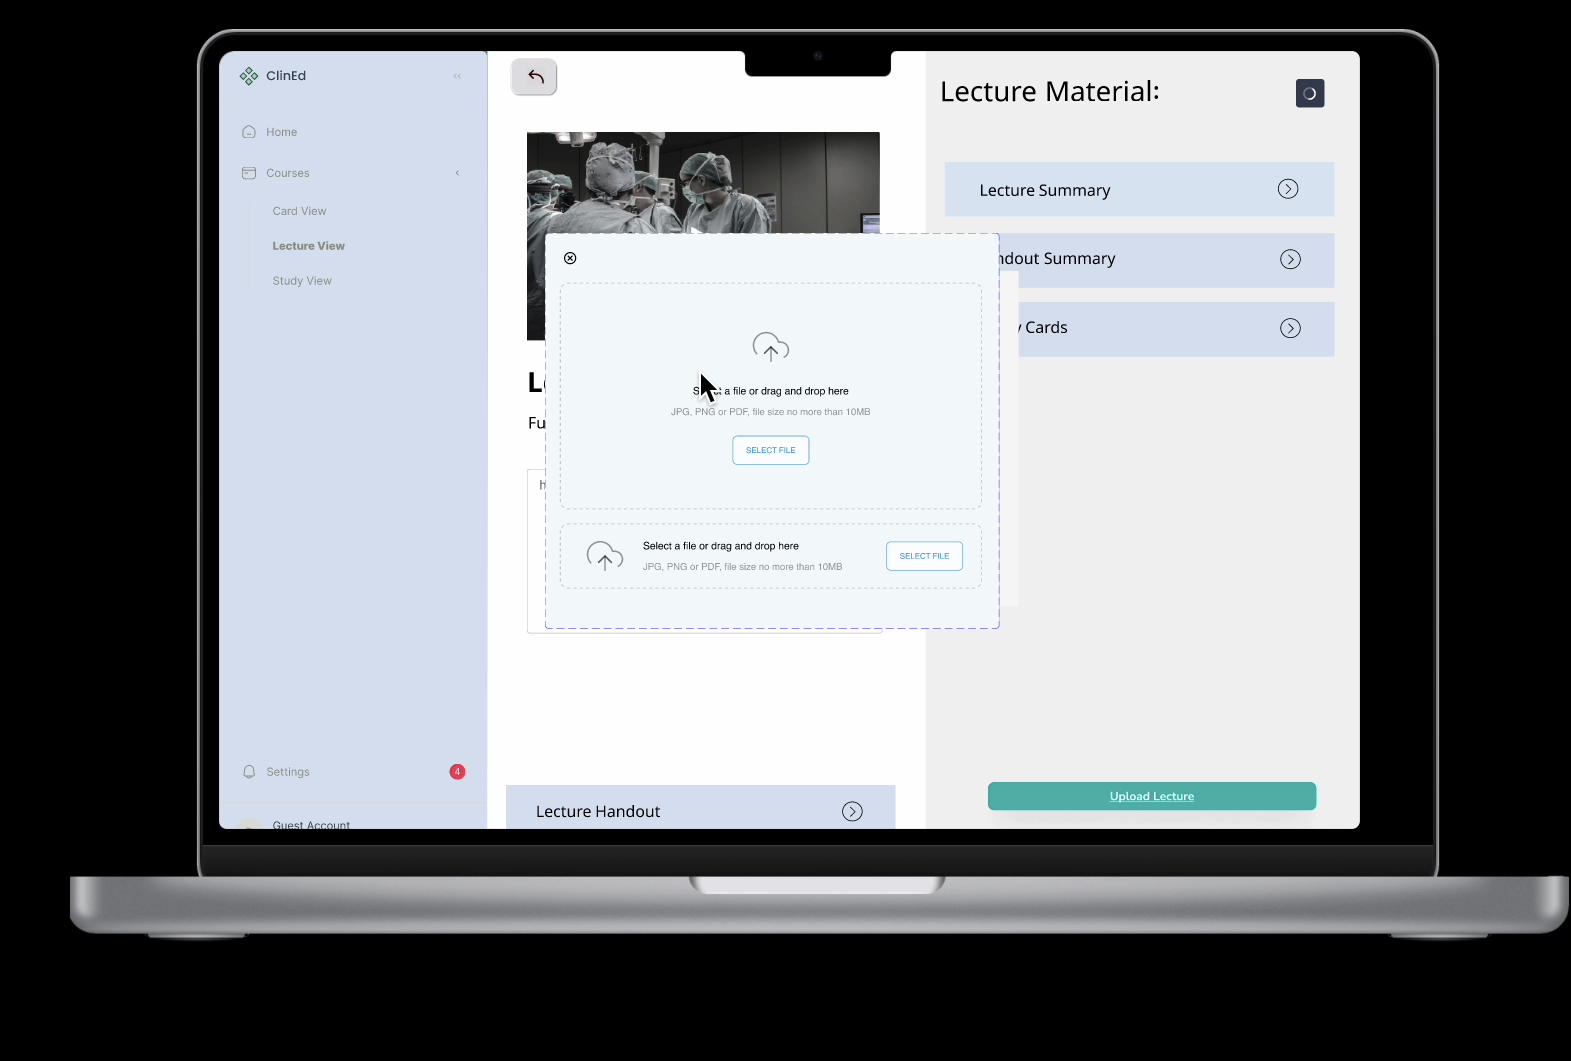 ClinEd
Home
Courses
Card View
Lecture View
Study View
Settings
4
Guest Account
Lecture Handout
Select a file or drag and drop here
JPG, PNG or PDF, file size no more than 10MB
SELECT FILE
Select a file or drag and drop here
JPG, PNG or PDF, file size no more than 10MB
SELECT FILE
Fu
Lecture Material:
Lecture Summary
ndout Summary
Cards
Upload Lecture